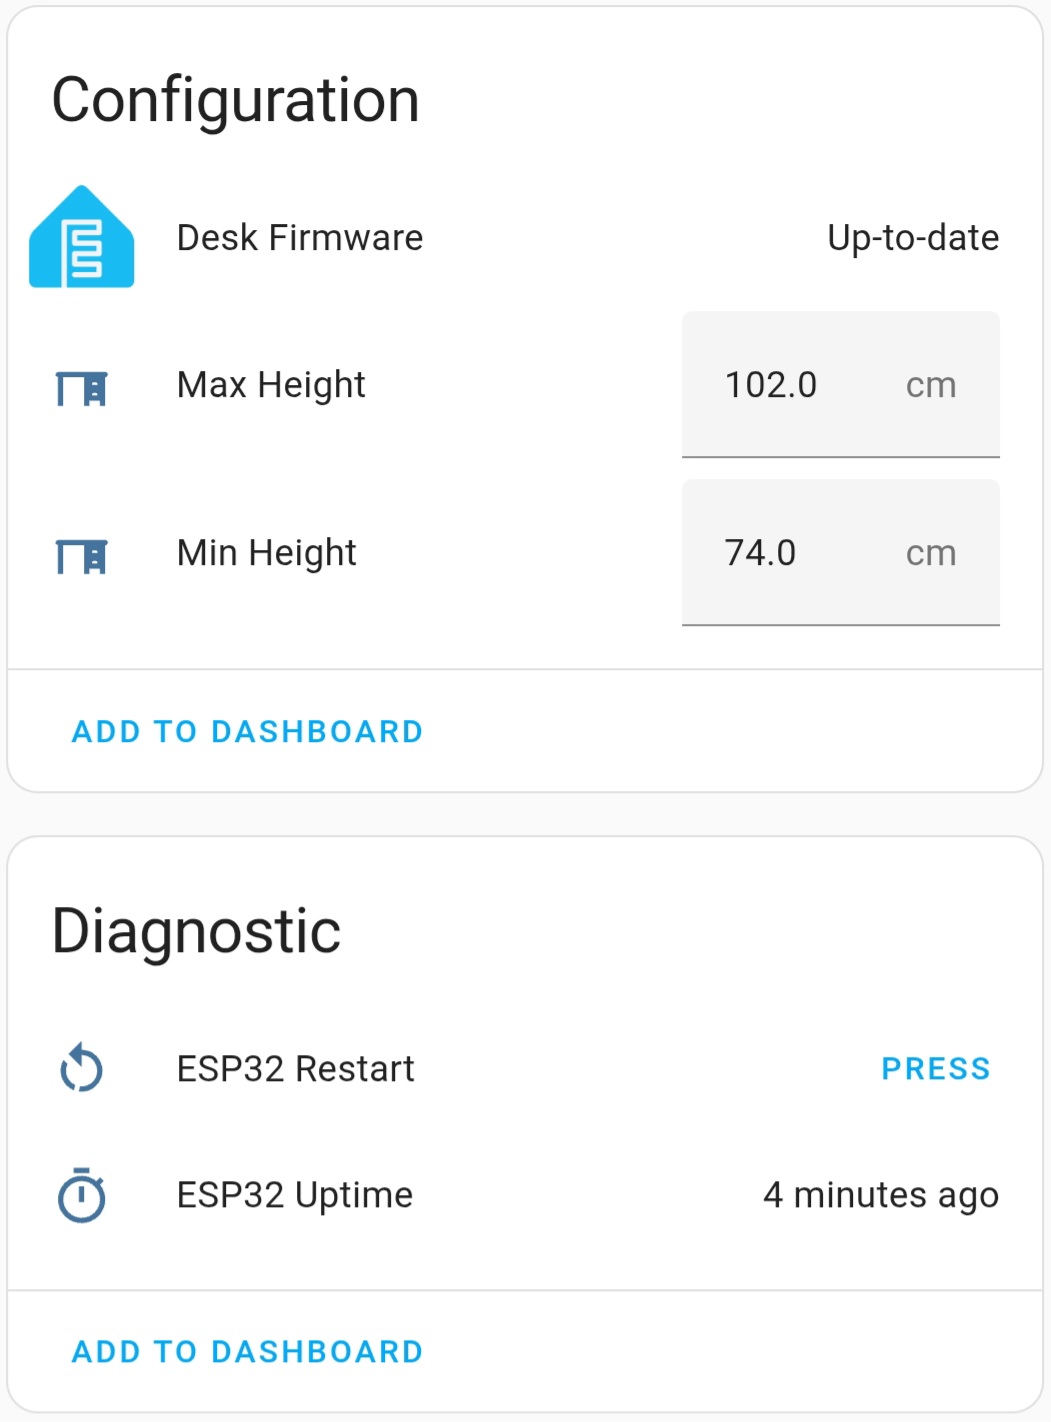 Configuration
Desk Firmware Up-to-date
Max Height 102.0 cm
Min Height 74.0 cm
ADD TO DASHBOARD
Diagnostic
ESP32 Restart PRESS
ESP32 Uptime 4 minutes ago
ADD TO DASHBOARD